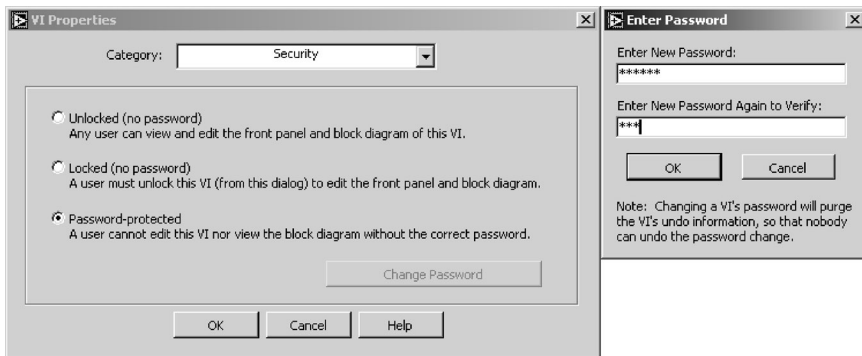 VI Properties
Category: Security
Unlocked (no password)
Any user can view and edit the front panel and block diagram of this VI.
Locked (no password)
A user must unlock this VI (from this dialog) to edit the front panel and block diagram.
Password-protected
A user cannot edit this VI nor view the block diagram without the correct password.
Change Password
OK Cancel Help
Enter Password
Enter New Password:
******
Enter New Password Again to Verify:
***
OK Cancel
Note: Changing a VI's password will purge
the VI's undo information, so that nobody
can undo the password change.